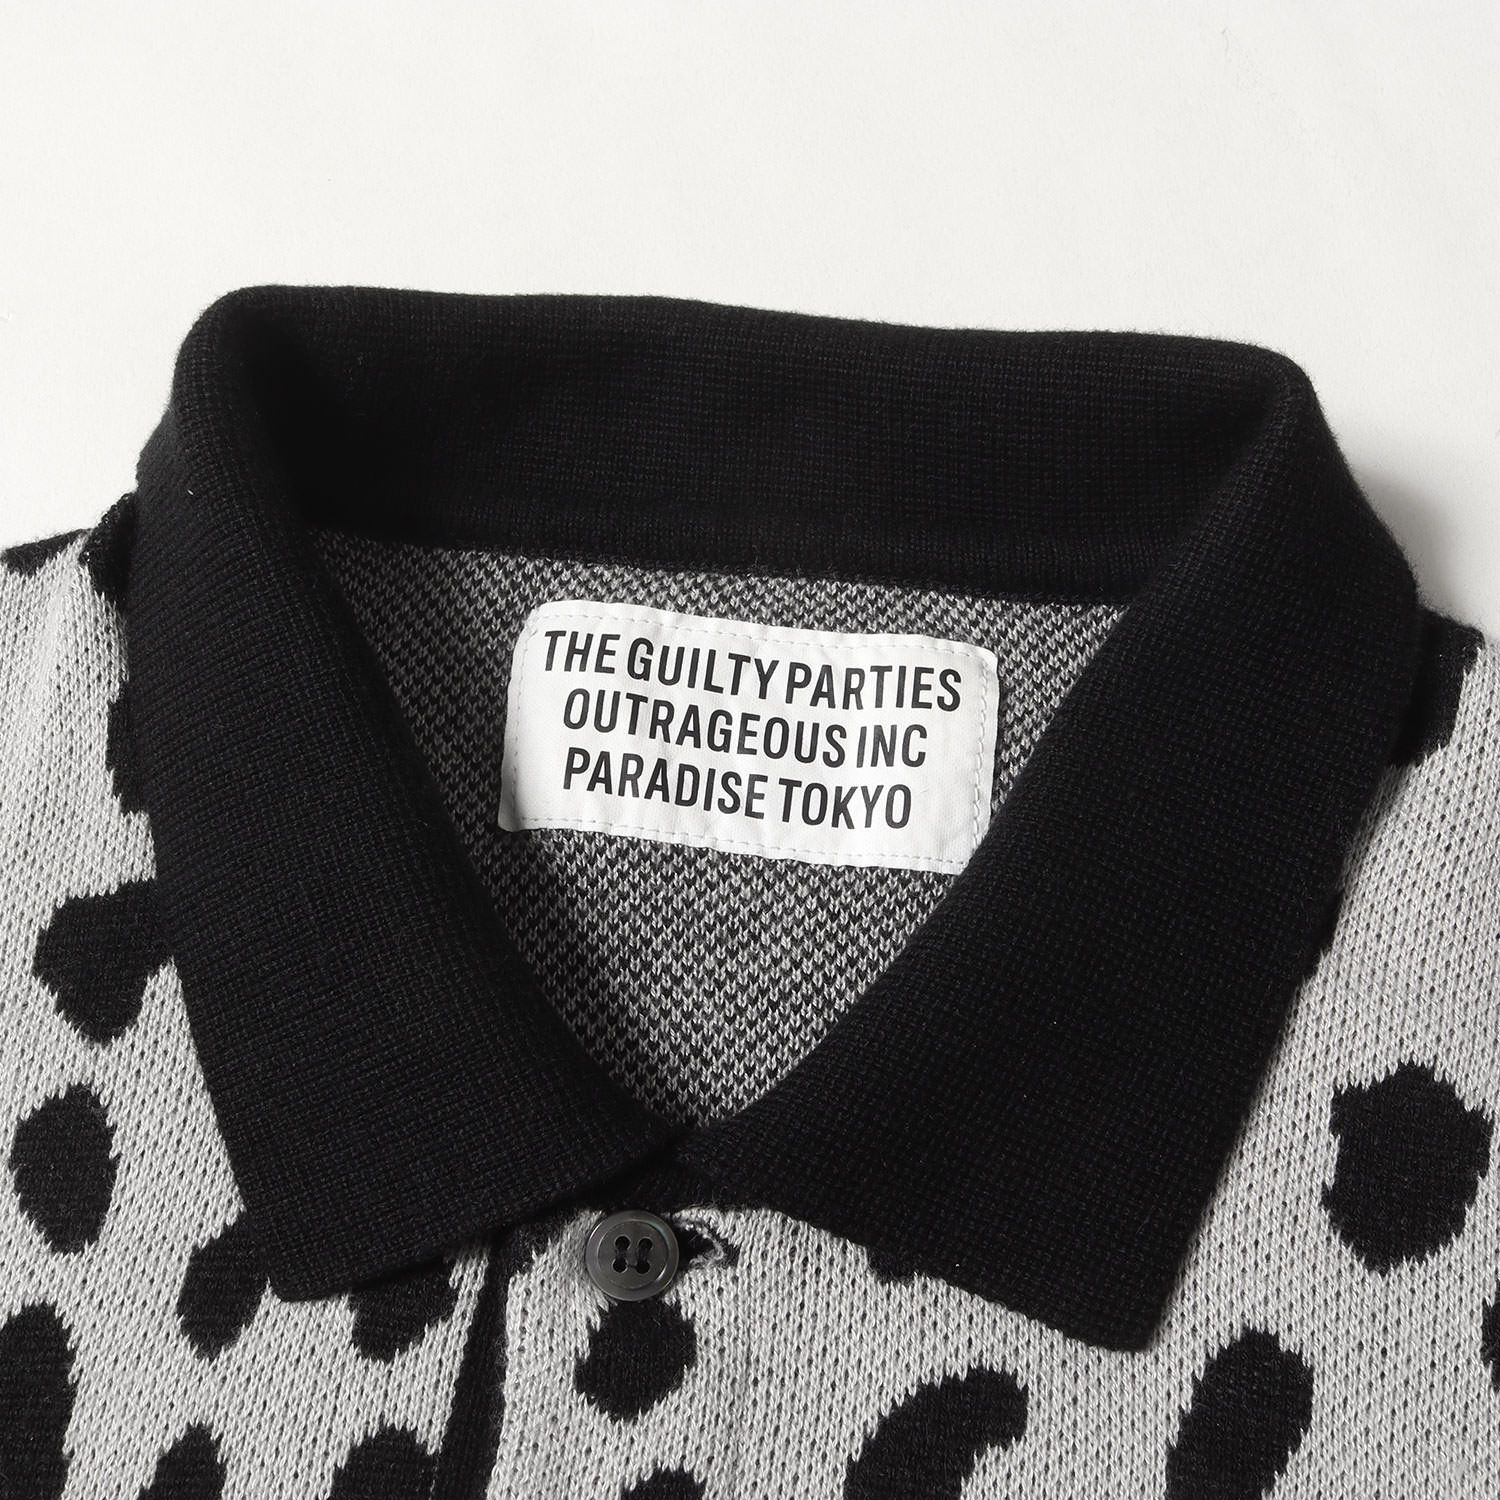 THE GUILTY PARTIES
OUTRAGEOUS INC
PARADISE TOKYO